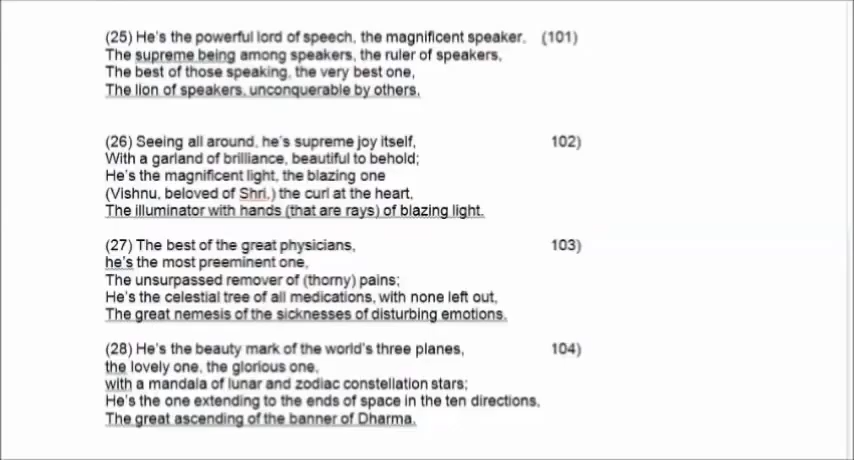 (25) He's the powerful lord of speech, the magnificent speaker, (101)
The supreme being among speakers, the ruler of speakers,
The best of those speaking, the very best one,
The lion of speakers, unconquerable by others.
(26) Seeing all around, he's supreme joy itself, 102)
With a garland of brilliance, beautiful to behold;
He's the magnificent light, the blazing one
(Vishnu, beloved of Shri,) the curl at the heart,
The illuminator with hands (that are rays) of blazing light.
(27) The best of the great physicians, 103)
he's the most preeminent one,
The unsurpassed remover of (thorny) pains;
He's the celestial tree of all medications, with none left out,
The great nemesis of the sicknesses of disturbing emotions.
(28) He's the beauty mark of the world's three planes, 104)
the lovely one, the glorious one,
with a mandala of lunar and zodiac constellation stars;
He's the one extending to the ends of space in the ten directions,
The great ascending of the banner of Dharma.